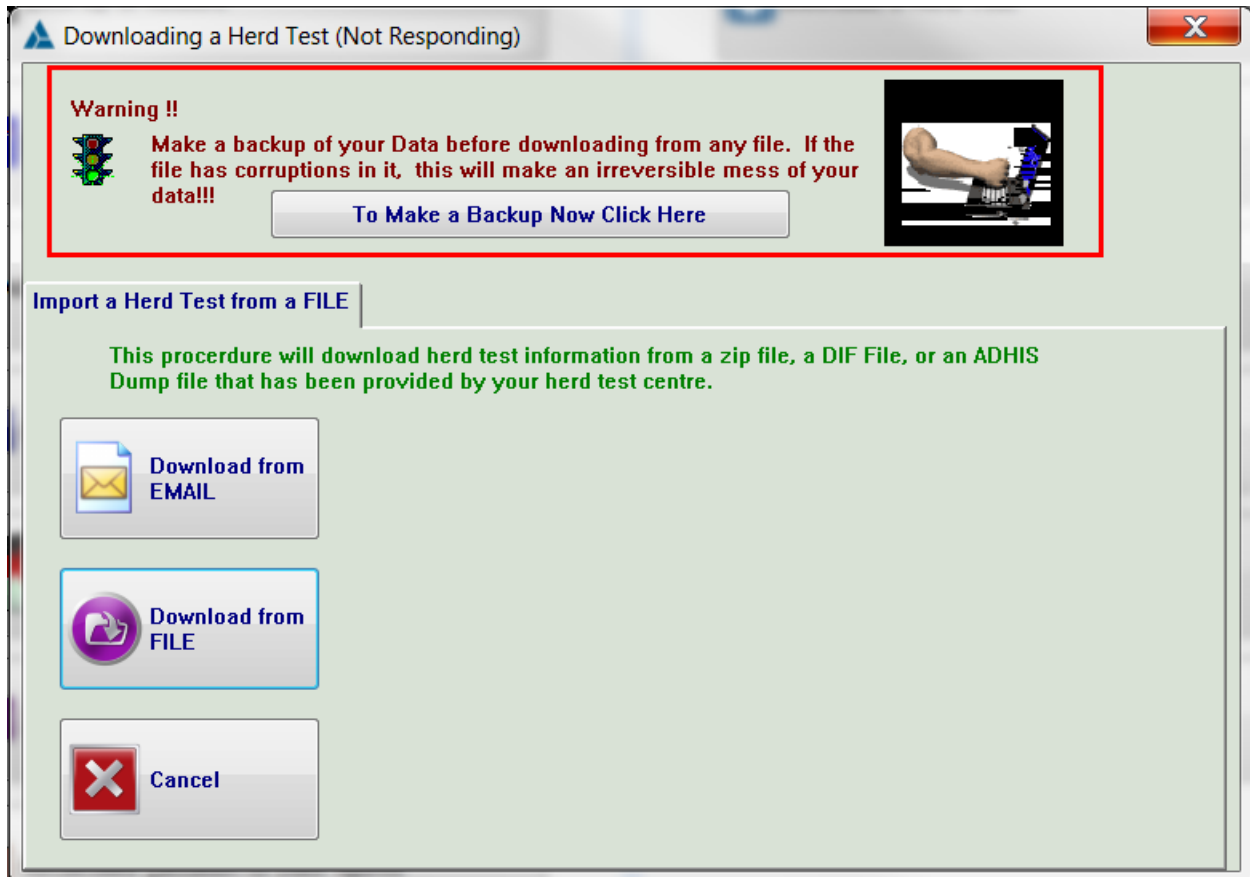 Downloading a Herd Test (Not Responding)
Warning !!
Make a backup of your Data before downloading from any file. If the
file has corruptions in it, this will make an irreversible mess of your
data!!!
To Make a Backup Now Click Here
Import a Herd Test from a FILE
This procerdure will download herd test information from a zip file, a DIF File, or an ADHIS
Dump file that has been provided by your herd test centre.
Download from
EMAIL
Download from
FILE
Cancel